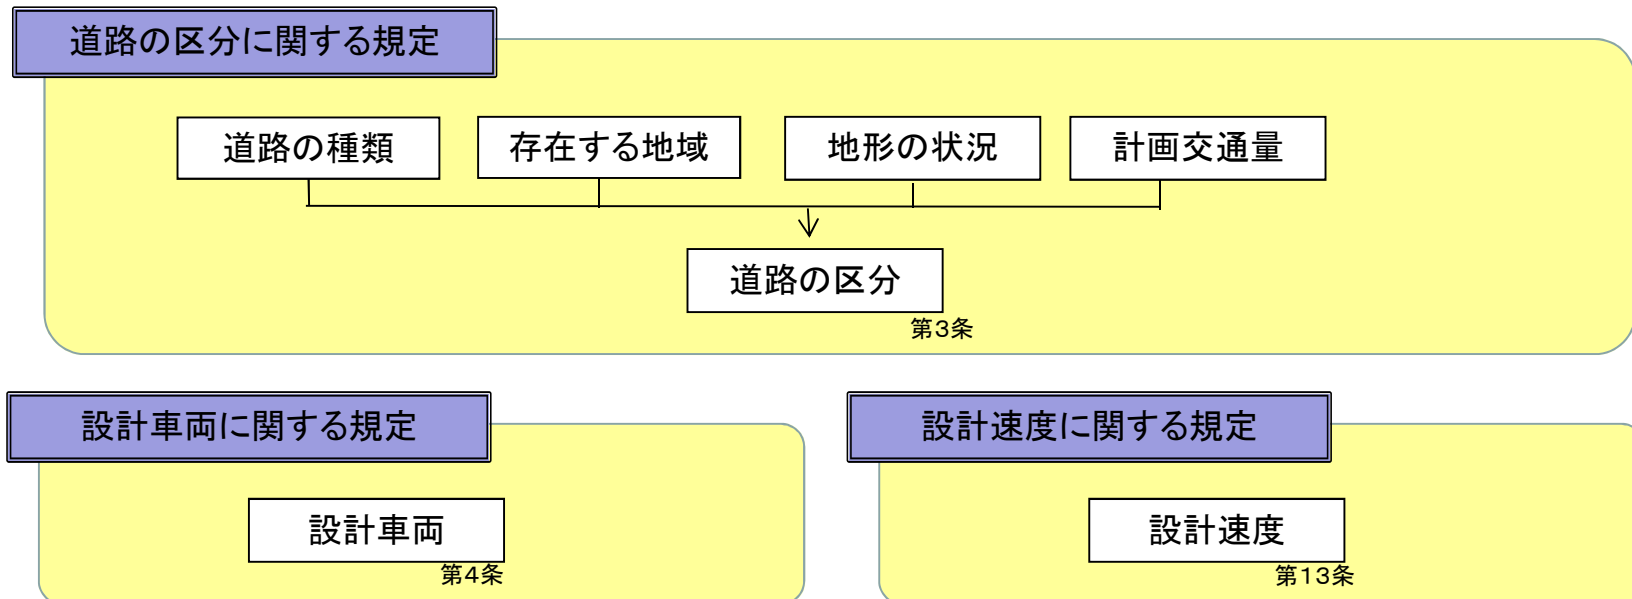 道路の区分に関する規定
道路の種類
存在する地域
地形の状況
計画交通量
道路の区分
第3条
設計車両に関する規定
設計速度に関する規定
設計車両
設計速度
第4条
第13条